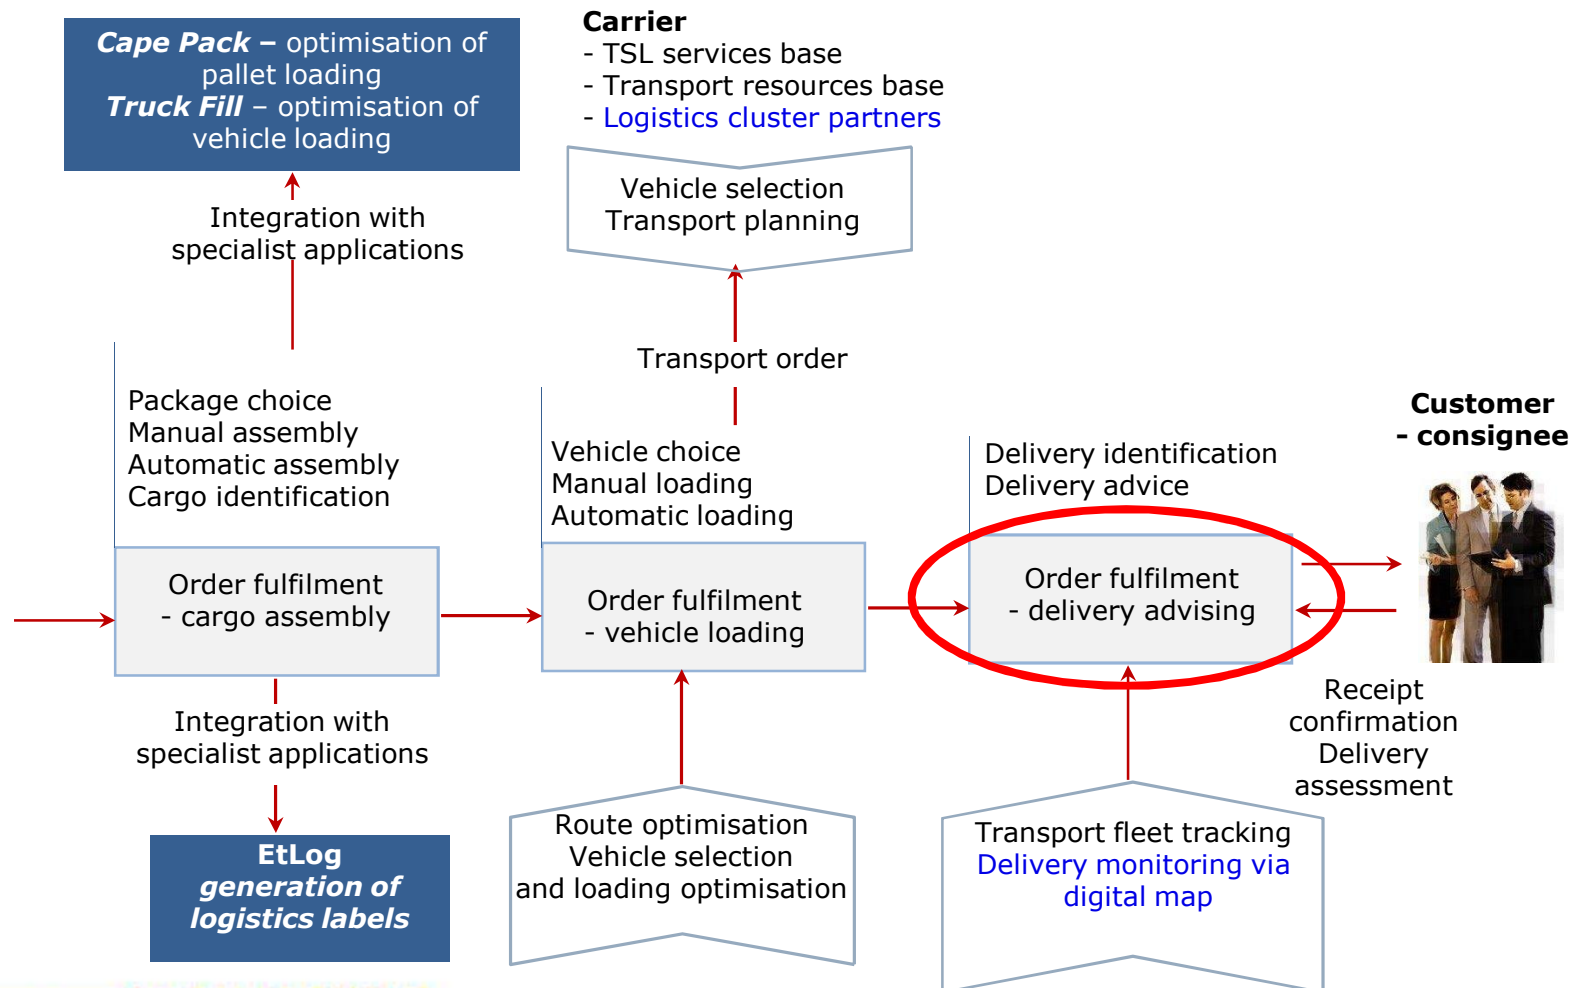 Cape Pack – optimisation of
pallet loading
Truck Fill – optimisation of
vehicle loading
Carrier
- TSL services base
- Transport resources base
- Logistics cluster partners
Vehicle selection
Transport planning
Integration with
specialist applications
Transport order
Package choice
Manual assembly
Automatic assembly
Cargo identification
Vehicle choice
Manual loading
Automatic loading
Delivery identification
Delivery advice
Customer
- consignee
Order fulfilment
- cargo assembly
Order fulfilment
- vehicle loading
Order fulfilment
- delivery advising
Integration with
specialist applications
Receipt
confirmation
Delivery
assessment
EtLog
generation of
logistics labels
Route optimisation
Vehicle selection
and loading optimisation
Transport fleet tracking
Delivery monitoring via
digital map